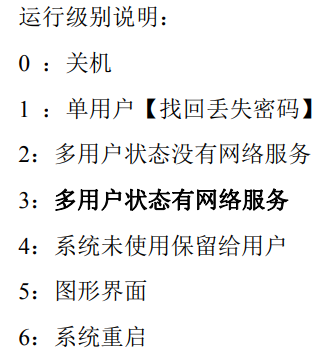 运行级别说明：
0 ：关机
1 ：单用户【找回丢失密码】
2：多用户状态没有网络服务
3：多用户状态有网络服务
4：系统未使用保留给用户
5：图形界面
6：系统重启